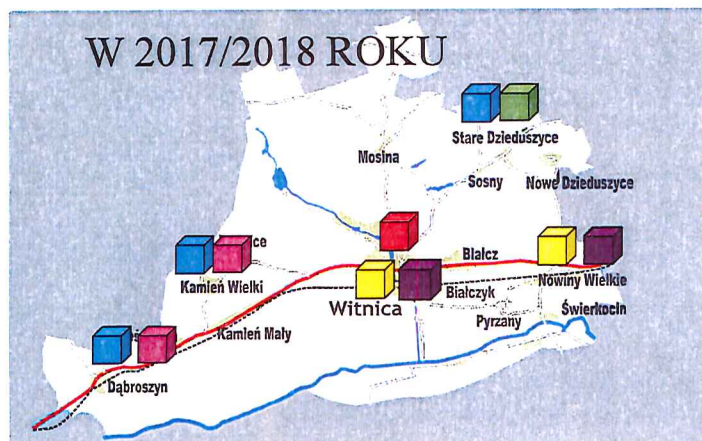 W 2017/2018 ROKU
Stare Dzieduszyce
Mosina
Sosny
Nowe Dzieduszyce
Białcz
Kamień Wielki
Nowiny Wielkie
Białczyk
Witnica
Świerkocin
Pyrzany
Kamień Mały
Dąbroszyn